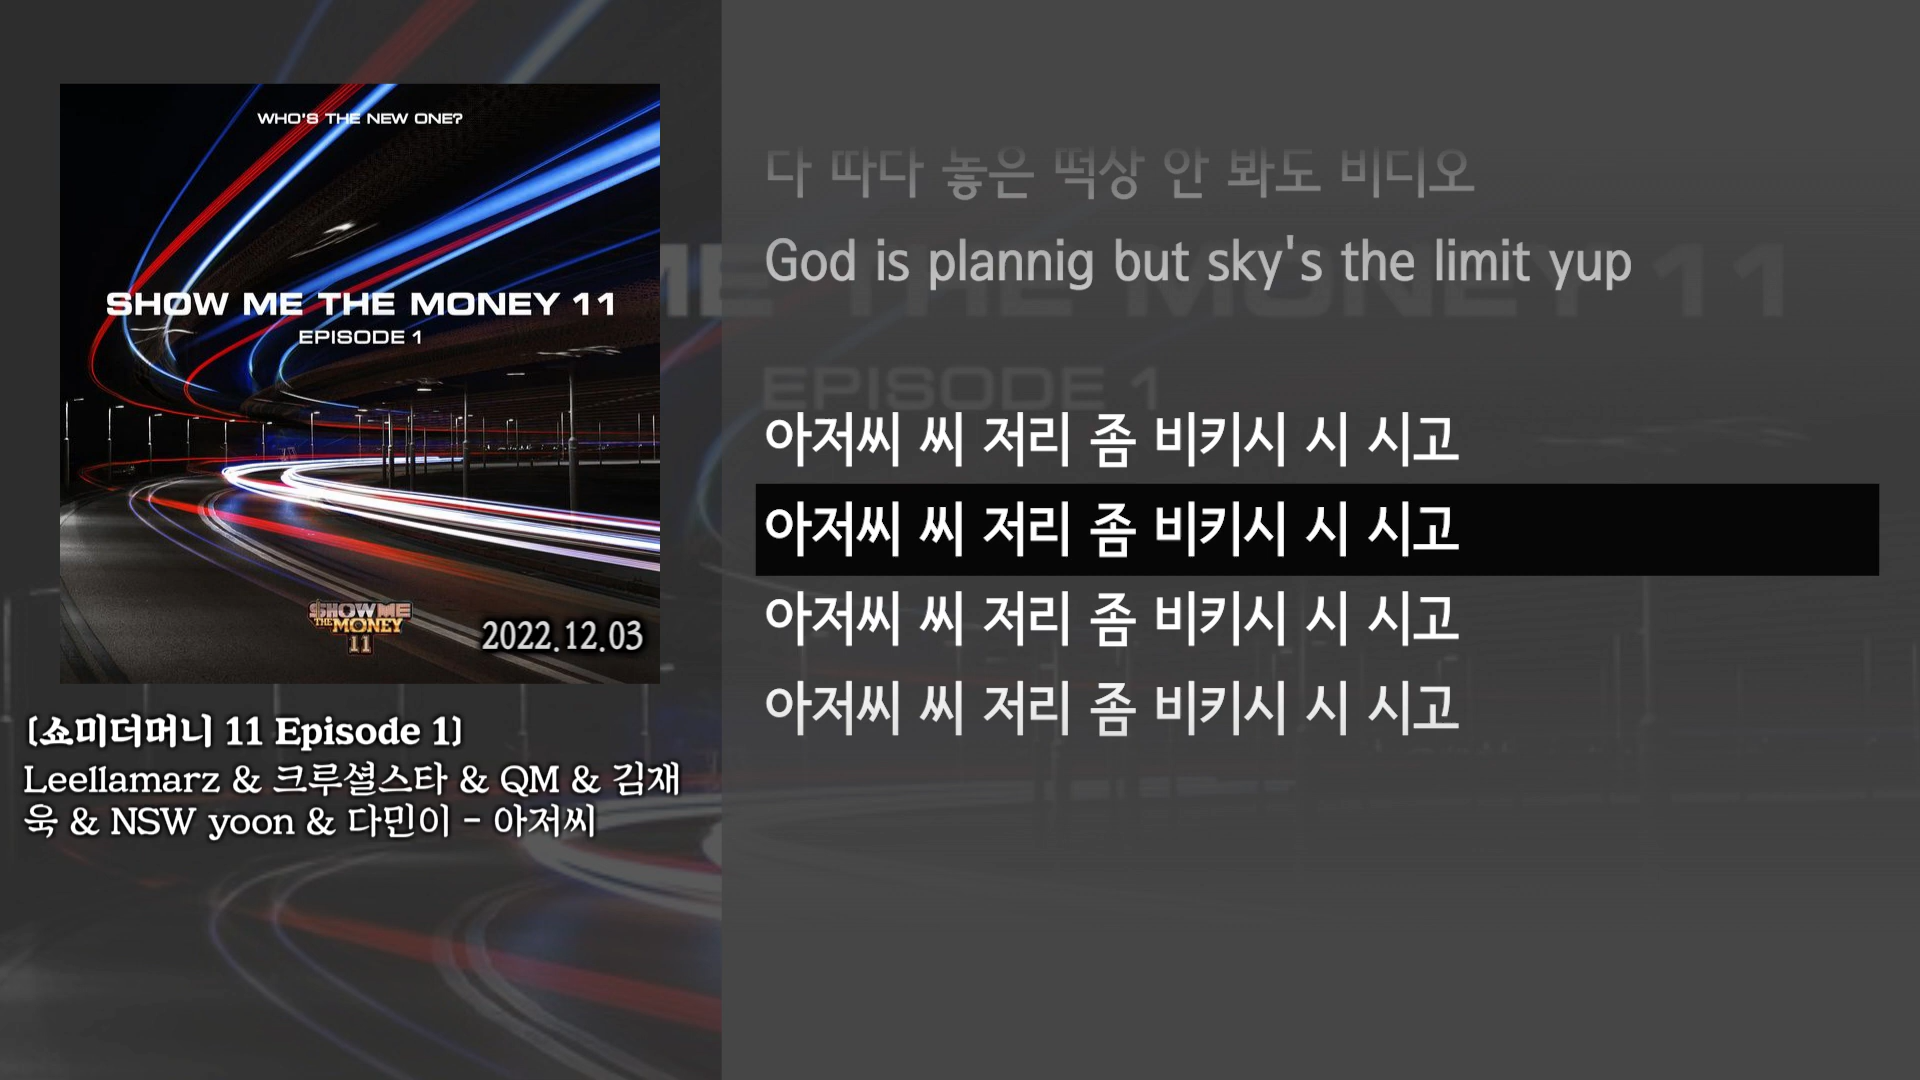 WHO'S THE NEW ONE?
SHOW ME THE MONEY 11
EPISODE 1
SHOW ME
THE MONEY
11
2022.12.03
[쇼미더머니 11 Episode 1]
Leellamarz & 크루셜스타 & QM & 김재
욱 & NSW yoon & 다민이 - 아저씨
다 따다 놓은 떡상 안 봐도 비디오
God is plannig but sky's the limit yup
ME THE MONEY 11
EPISODE 1
아저씨 씨 저리 좀 비키시 시 시고
아저씨 씨 저리 좀 비키시 시 시고
아저씨 씨 저리 좀 비키시 시 시고
아저씨 씨 저리 좀 비키시 시 시고